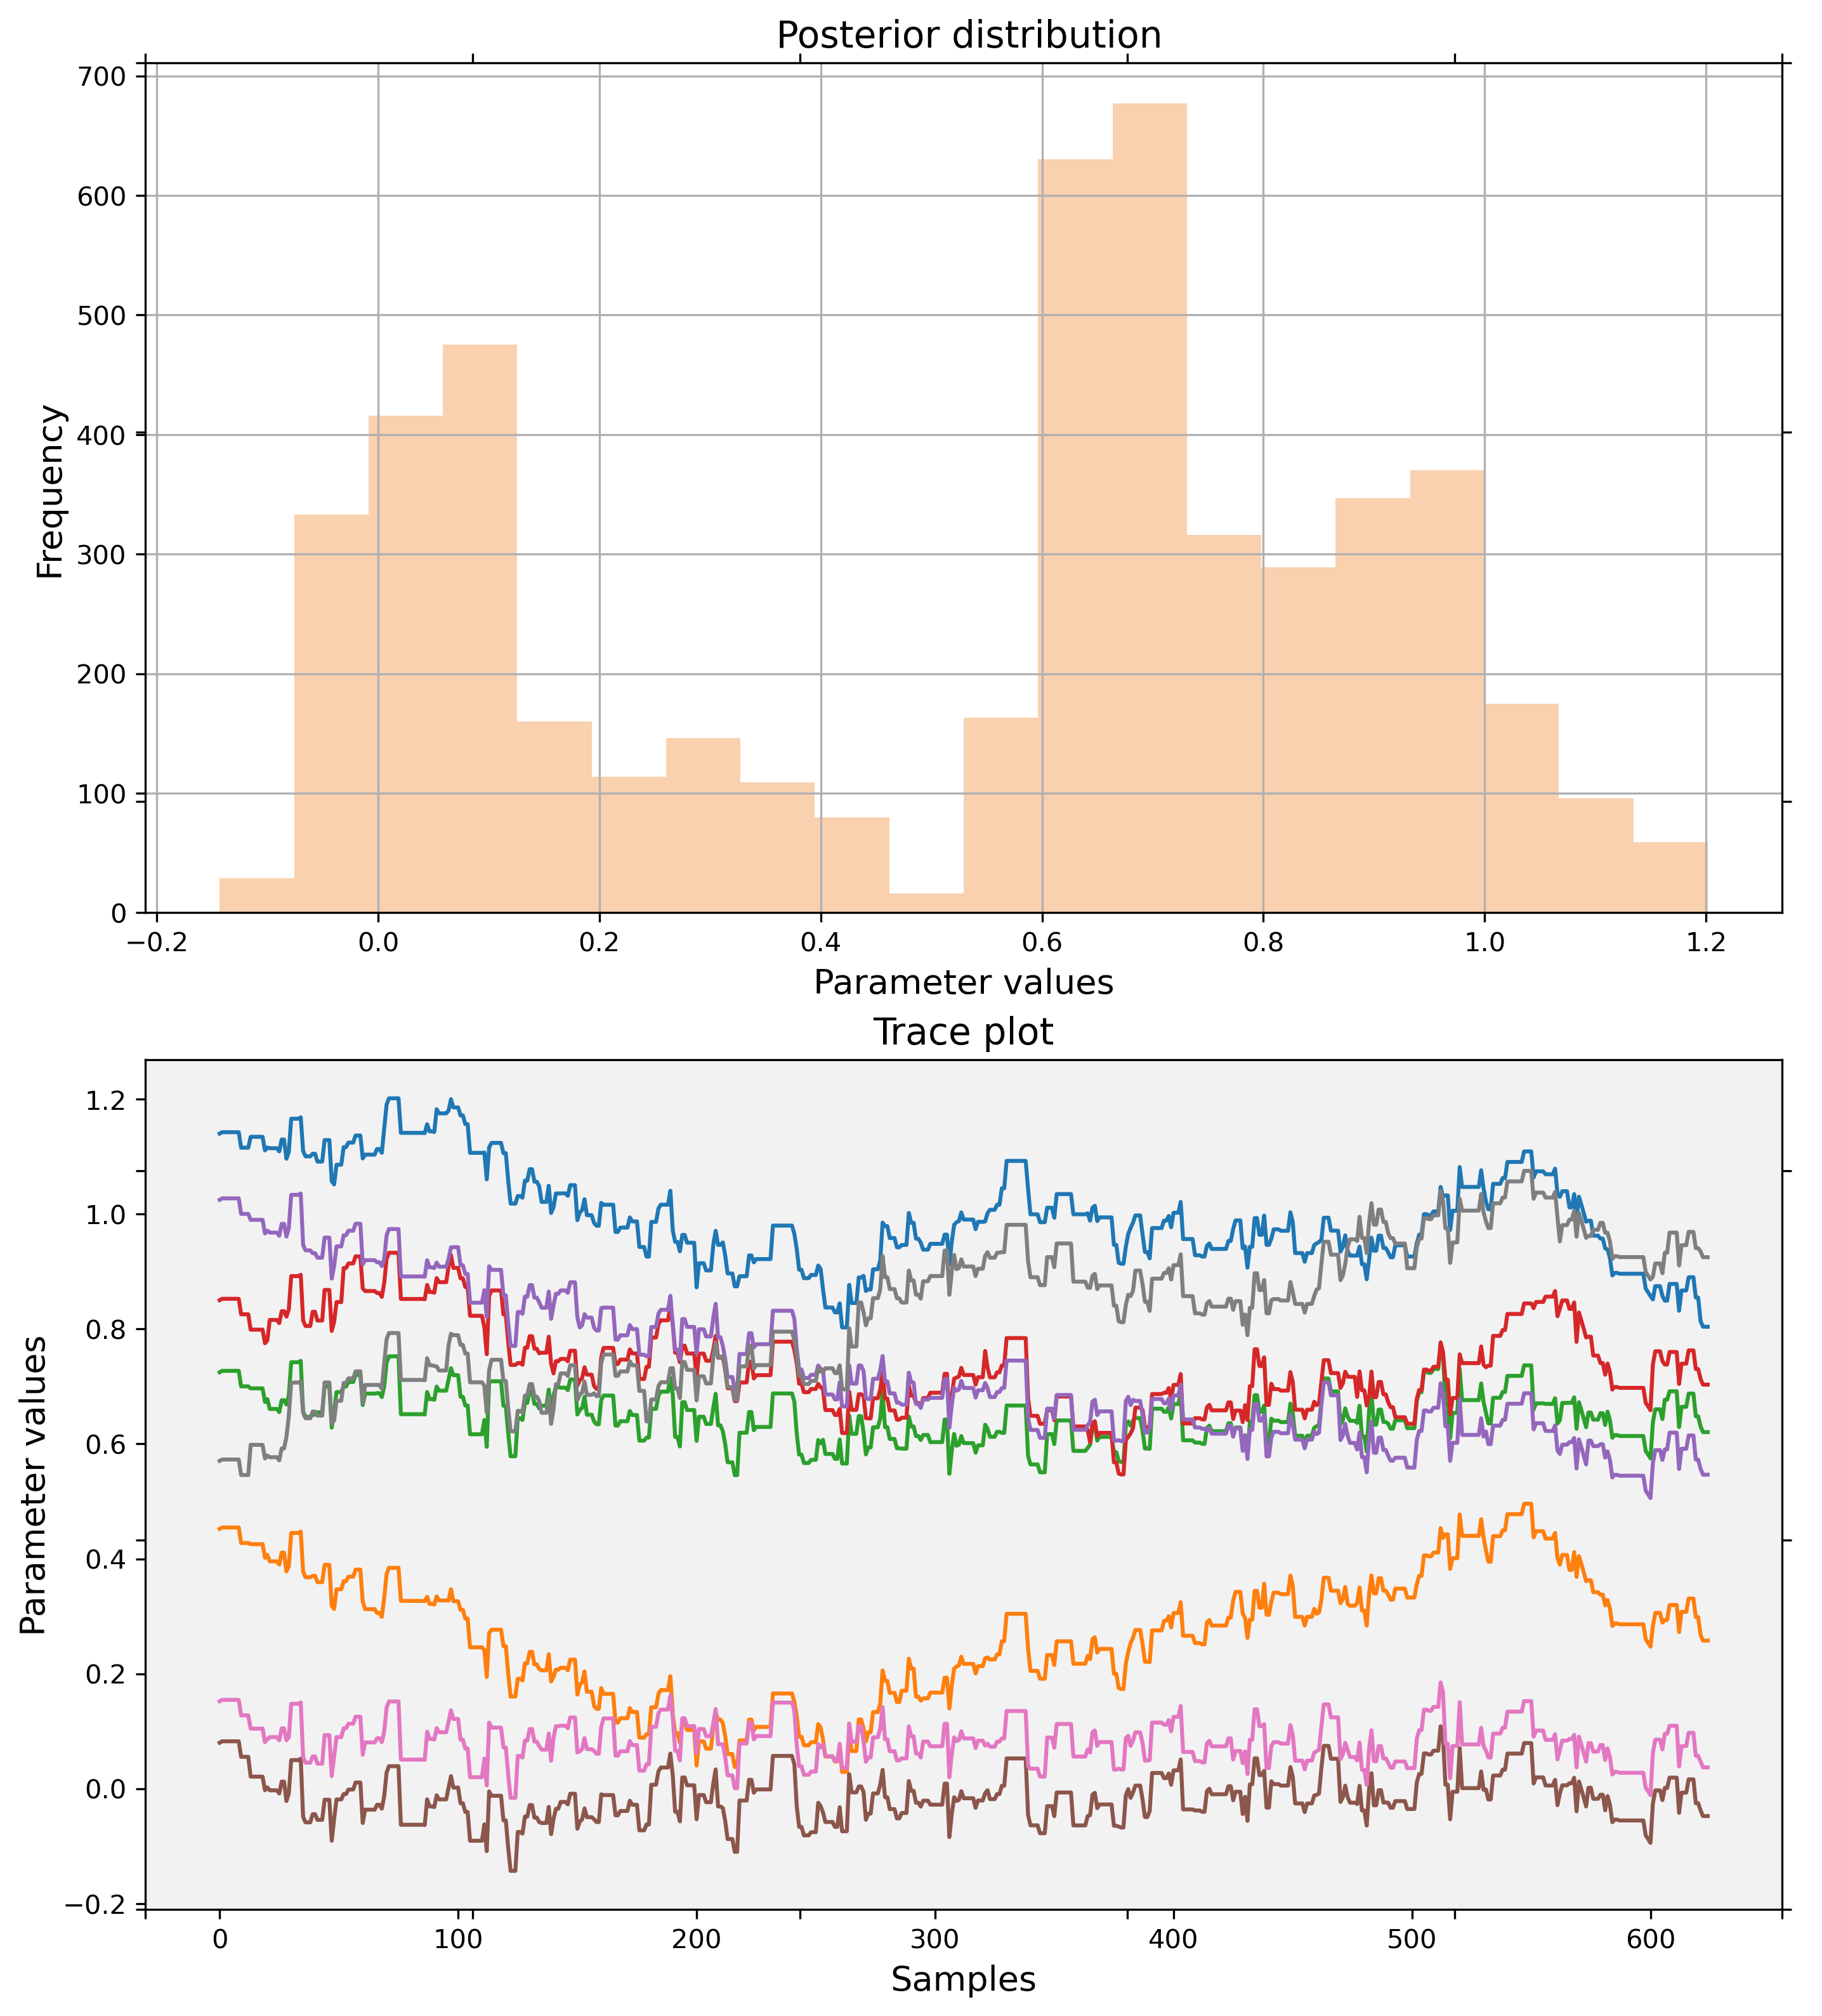 Posterior distribution
700
600
500
400
300
200
100
0
Frequency
−0.2 0.0 0.2 0.4 0.6 0.8 1.0 1.2
Parameter values
Trace plot
1.2
1.0
0.8
0.6
0.4
0.2
0.0
−0.2
Parameter values
0 100 200 300 400 500 600
Samples